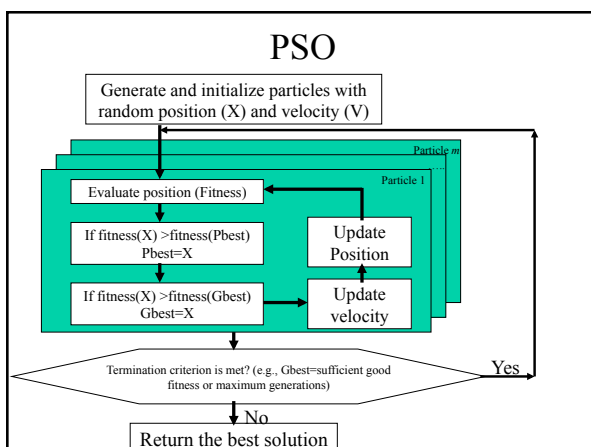 PSO
Generate and initialize particles with
random position (X) and velocity (V)
Particle m
.....
Particle 1
Evaluate position (Fitness)
If fitness(X) >fitness(Pbest)
Pbest=X
If fitness(X) >fitness(Gbest)
Gbest=X
Update
Position
Update
velocity
Termination criterion is met? (e.g., Gbest=sufficient good
fitness or maximum generations)
Yes
No
Return the best solution